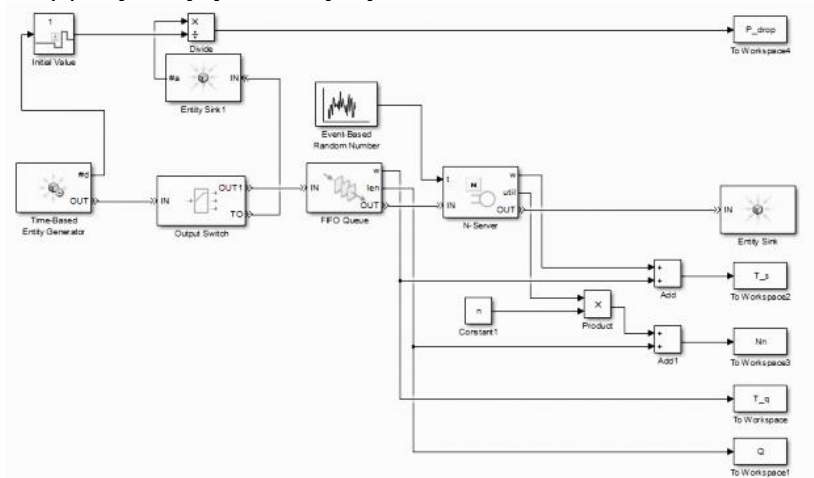 1
Initial Value
×
÷
Divide
P_drop
To Workspace4
#a
IN
Entity Sink1
Event-Based
Random Number
#d
OUT
Time-Based
Entity Generator
IN
OUT1
TO
Output Switch
IN
w
len
OUT
FIFO Queue
t
IN
N
w
util
OUT
N-Server
IN
Entity Sink
+
+
Add
T_s
To Workspace2
n
Constant1
×
Product
+
+
Add1
Nn
To Workspace3
T_q
To Workspace
Q
To Workspace1